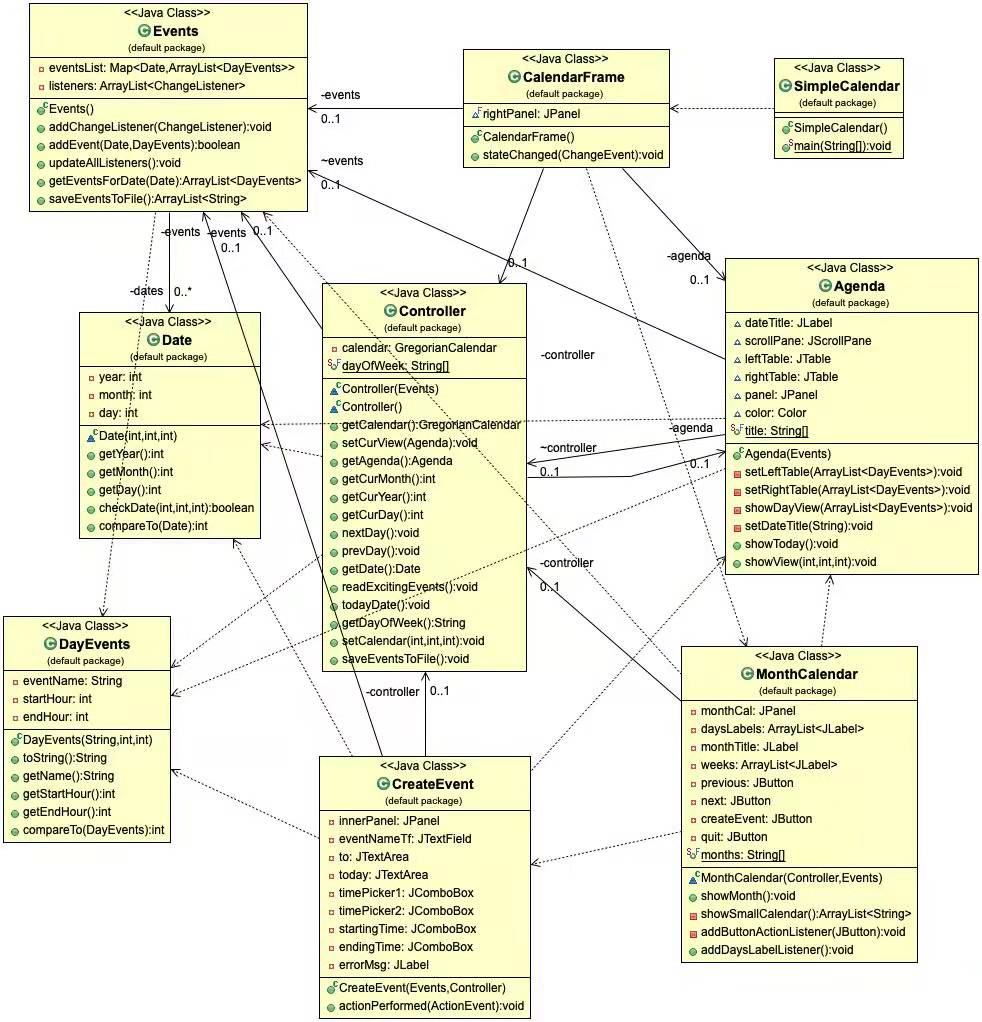 <<Java Class>>
Events
(default package)
eventsList: Map<Date,ArrayList<DayEvents>>
listeners: ArrayList<ChangeListener>
Events()
addChangeListener(ChangeListener):void
addEvent(Date,DayEvents):boolean
updateAllListeners():void
getEventsForDate(Date):ArrayList<DayEvents>
saveEventsToFile():ArrayList<String>
<<Java Class>>
CalendarFrame
(default package)
rightPanel: JPanel
CalendarFrame()
stateChanged(ChangeEvent):void
<<Java Class>>
SimpleCalendar
(default package)
SimpleCalendar()
main(String[]):void
-events
0..1
~events
0..1
-events
-events
0..1
0..1
-dates
0..*
0..1
-agenda
0..1
<<Java Class>>
Date
(default package)
year: int
month: int
day: int
Date(int,int,int)
getYear():int
getMonth():int
getDay():int
checkDate(int,int,int):boolean
compareTo(Date):int
<<Java Class>>
Controller
(default package)
calendar: GregorianCalendar
dayOfWeek: String[]
Controller(Events)
Controller()
getCalendar():GregorianCalendar
setCurView(Agenda):void
getAgenda():Agenda
getCurMonth():int
getCurYear():int
getCurDay():int
nextDay():void
prevDay():void
getDate():Date
readExcitingEvents():void
todayDate():void
getDayOfWeek():String
setCalendar(int,int,int):void
saveEventsToFile():void
-controller
-agenda
~controller
0..1
0..1
-controller
0..1
<<Java Class>>
Agenda
(default package)
dateTitle: JLabel
scrollPane: JScrollPane
leftTable: JTable
rightTable: JTable
panel: JPanel
color: Color
title: String[]
Agenda(Events)
setLeftTable(ArrayList<DayEvents>):void
setRightTable(ArrayList<DayEvents>):void
showDayView(ArrayList<DayEvents>):void
setDateTitle(String):void
showToday():void
showView(int,int,int):void
<<Java Class>>
DayEvents
(default package)
eventName: String
startHour: int
endHour: int
DayEvents(String,int,int)
toString():String
getName():String
getStartHour():int
getEndHour():int
compareTo(DayEvents):int
-controller
0..1
<<Java Class>>
CreateEvent
(default package)
innerPanel: JPanel
eventNameTf: JTextField
to: JTextArea
today: JTextArea
timePicker1: JComboBox
timePicker2: JComboBox
startingTime: JComboBox
endingTime: JComboBox
errorMsg: JLabel
CreateEvent(Events,Controller)
actionPerformed(ActionEvent):void
<<Java Class>>
MonthCalendar
(default package)
monthCal: JPanel
daysLabels: ArrayList<JLabel>
monthTitle: JLabel
weeks: ArrayList<JLabel>
previous: JButton
next: JButton
createEvent: JButton
quit: JButton
months: String[]
MonthCalendar(Controller,Events)
showMonth():void
showSmallCalendar():ArrayList<String>
addButtonActionListener(JButton):void
addDaysLabelListener():void